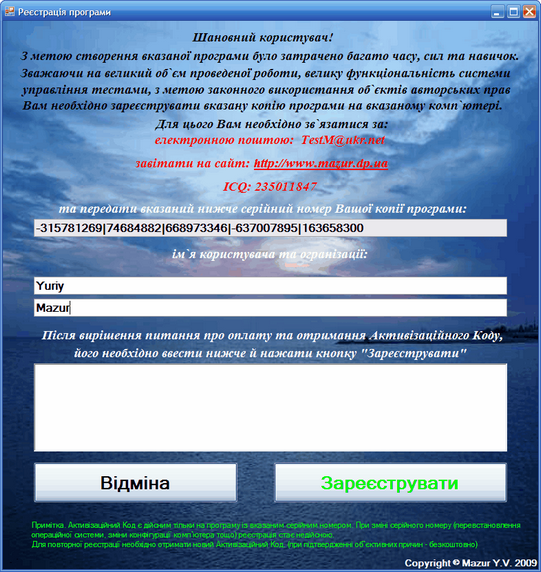 Реєстрація програми
Шановний користувач!
З метою створення вказаної програми було затрачено багато часу, сил та навичок.
Зважаючи на великий об`єм проведеної роботи, велику функціональність системи
управління тестами, з метою законного використання об`єктів авторських прав
Вам необхідно зареєструвати вказану копію програми на вказаному комп`ютері.
Для цього Вам необхідно зв`язатися за:
електронною поштою: TestM@ukr.net
завітати на сайт: http://www.mazur.dp.ua
ICQ: 235011847
та передати вказаний нижче серійний номер Вашої копії програми:
-315781269|74684882|668973346|-637007895|163658300
ім`я користувача та огранізації:
Yuriy
Mazur
Після вирішення питання про оплату та отримання Активізаційного Коду,
його необхідно ввести нижче й нажати кнопку "Зареєструвати"
Відміна
Зареєструвати
Примітка. Активізаційний Код є дійсним тільки на програму із вказаним серійним номером. При зміні серійного номеру (перевстановлення
операційної системи, зміни конфігурації комп'ютера тощо) реєстрація стає недійсною.
Для повторної реєстрації необхідно отримати новий Активізаційний Код, (при підтвердженні об'єктивних причин - безкоштовно)
Copyright © Mazur Y.V. 2009